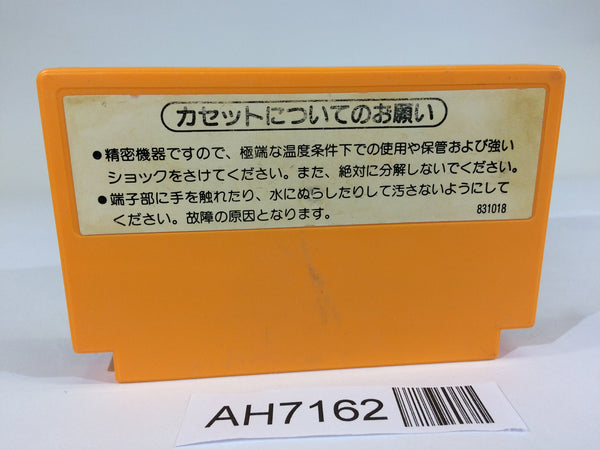 カセットについてのお願い
●精密機器ですので、極端な温度条件下での使用や保管および強い
ショックをさけてください。また、絶対に分解しないでください。
●端子部に手を触れたり、水にぬらしたりして汚さないようにして
ください。故障の原因となります。
831018
AH7162